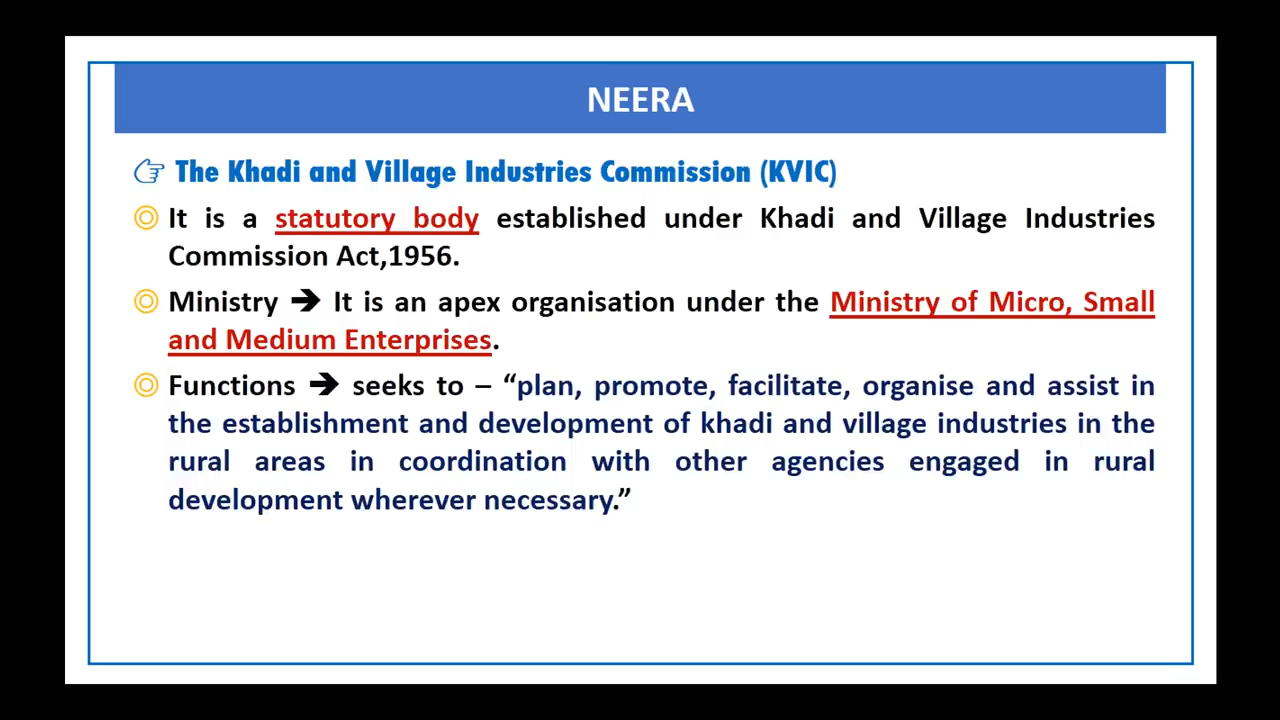 NEERA
The Khadi and Village Industries Commission (KVIC)
It is a statutory body established under Khadi and Village Industries
Commission Act,1956.
Ministry ➔ It is an apex organisation under the Ministry of Micro, Small
and Medium Enterprises.
Functions ➔ seeks to – “plan, promote, facilitate, organise and assist in
the establishment and development of khadi and village industries in the
rural areas in coordination with other agencies engaged in rural
development wherever necessary.”